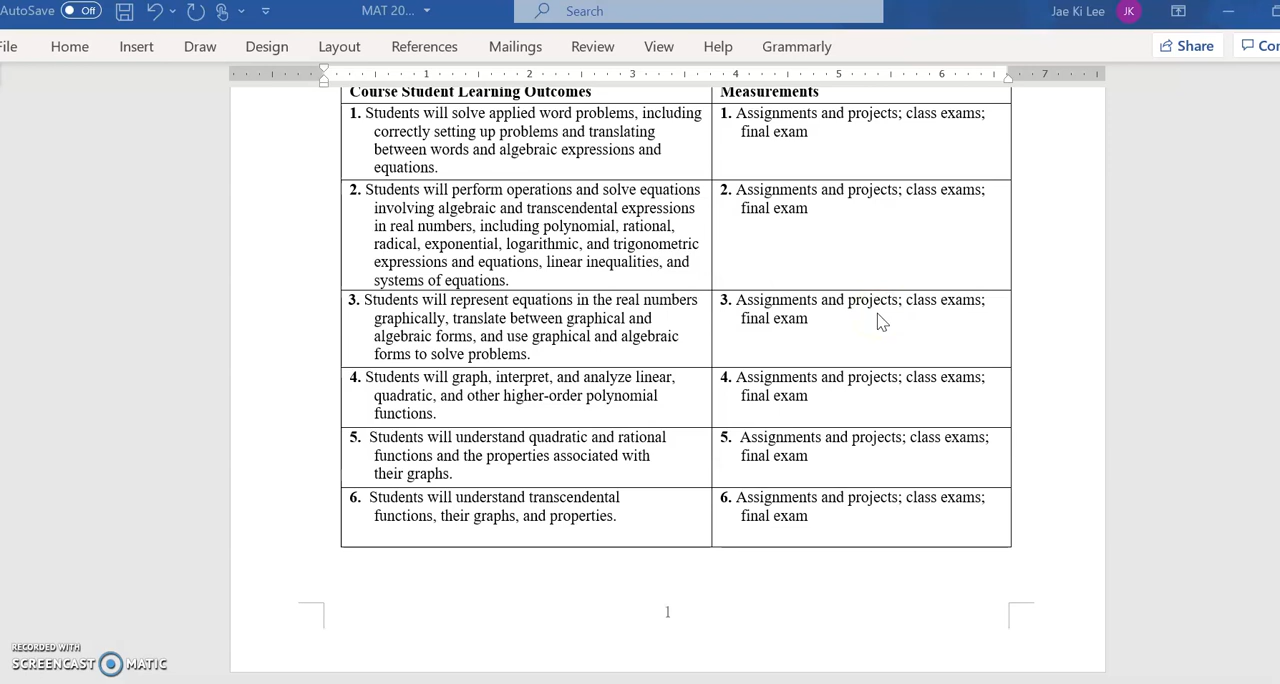 AutoSave Off MAT 20... Search Jae Ki Lee JK
File Home Insert Draw Design Layout References Mailings Review View Help Grammarly Share
1 2 3 4 5 6 7
Course Student Learning Outcomes
Measurements
1. Students will solve applied word problems, including
correctly setting up problems and translating
between words and algebraic expressions and
equations.
1. Assignments and projects; class exams;
final exam
2. Students will perform operations and solve equations
involving algebraic and transcendental expressions
in real numbers, including polynomial, rational,
radical, exponential, logarithmic, and trigonometric
expressions and equations, linear inequalities, and
systems of equations.
2. Assignments and projects; class exams;
final exam
3. Students will represent equations in the real numbers
graphically, translate between graphical and
algebraic forms, and use graphical and algebraic
forms to solve problems.
3. Assignments and projects; class exams;
final exam
4. Students will graph, interpret, and analyze linear,
quadratic, and other higher-order polynomial
functions.
4. Assignments and projects; class exams;
final exam
5. Students will understand quadratic and rational
functions and the properties associated with
their graphs.
5. Assignments and projects; class exams;
final exam
6. Students will understand transcendental
functions, their graphs, and properties.
6. Assignments and projects; class exams;
final exam
1
RECORDED WITH
SCREENCAST MATIC